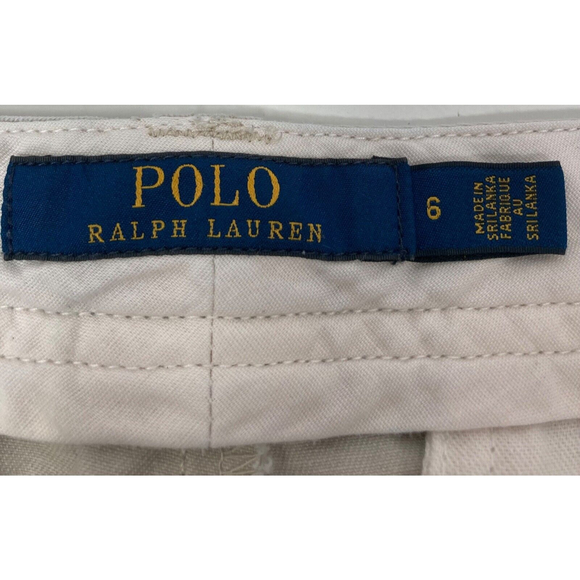 POLO
RALPH LAUREN
6
MADE IN
SRI LANKA
FABRIQUE
AU
SRI LANKA